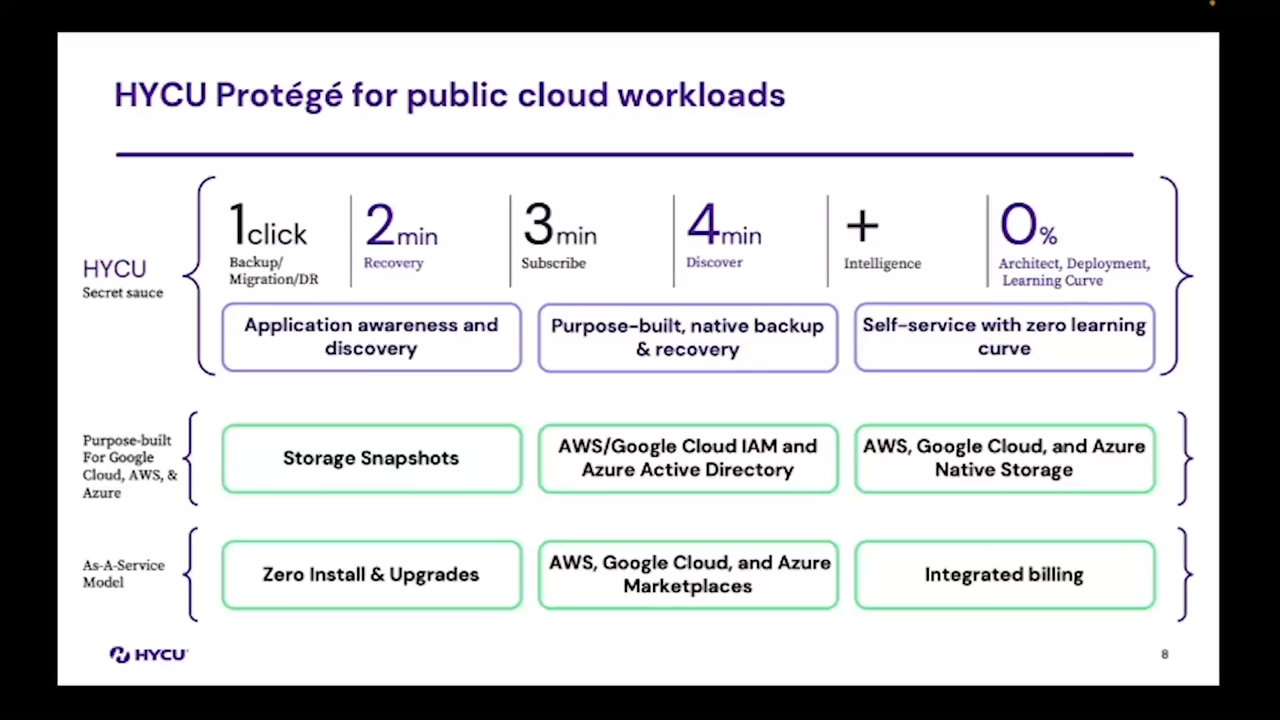 HYCU Protégé for public cloud workloads
HYCU
Secret sauce
1click
Backup/
Migration/DR
2min
Recovery
3min
Subscribe
4min
Discover
+
Intelligence
0%
Architect, Deployment,
Learning Curve
Application awareness and
discovery
Purpose-built, native backup
& recovery
Self-service with zero learning
curve
Purpose-built
For Google
Cloud, AWS, &
Azure
Storage Snapshots
AWS/Google Cloud IAM and
Azure Active Directory
AWS, Google Cloud, and Azure
Native Storage
As-A-Service
Model
Zero Install & Upgrades
AWS, Google Cloud, and Azure
Marketplaces
Integrated billing
HYCU
8